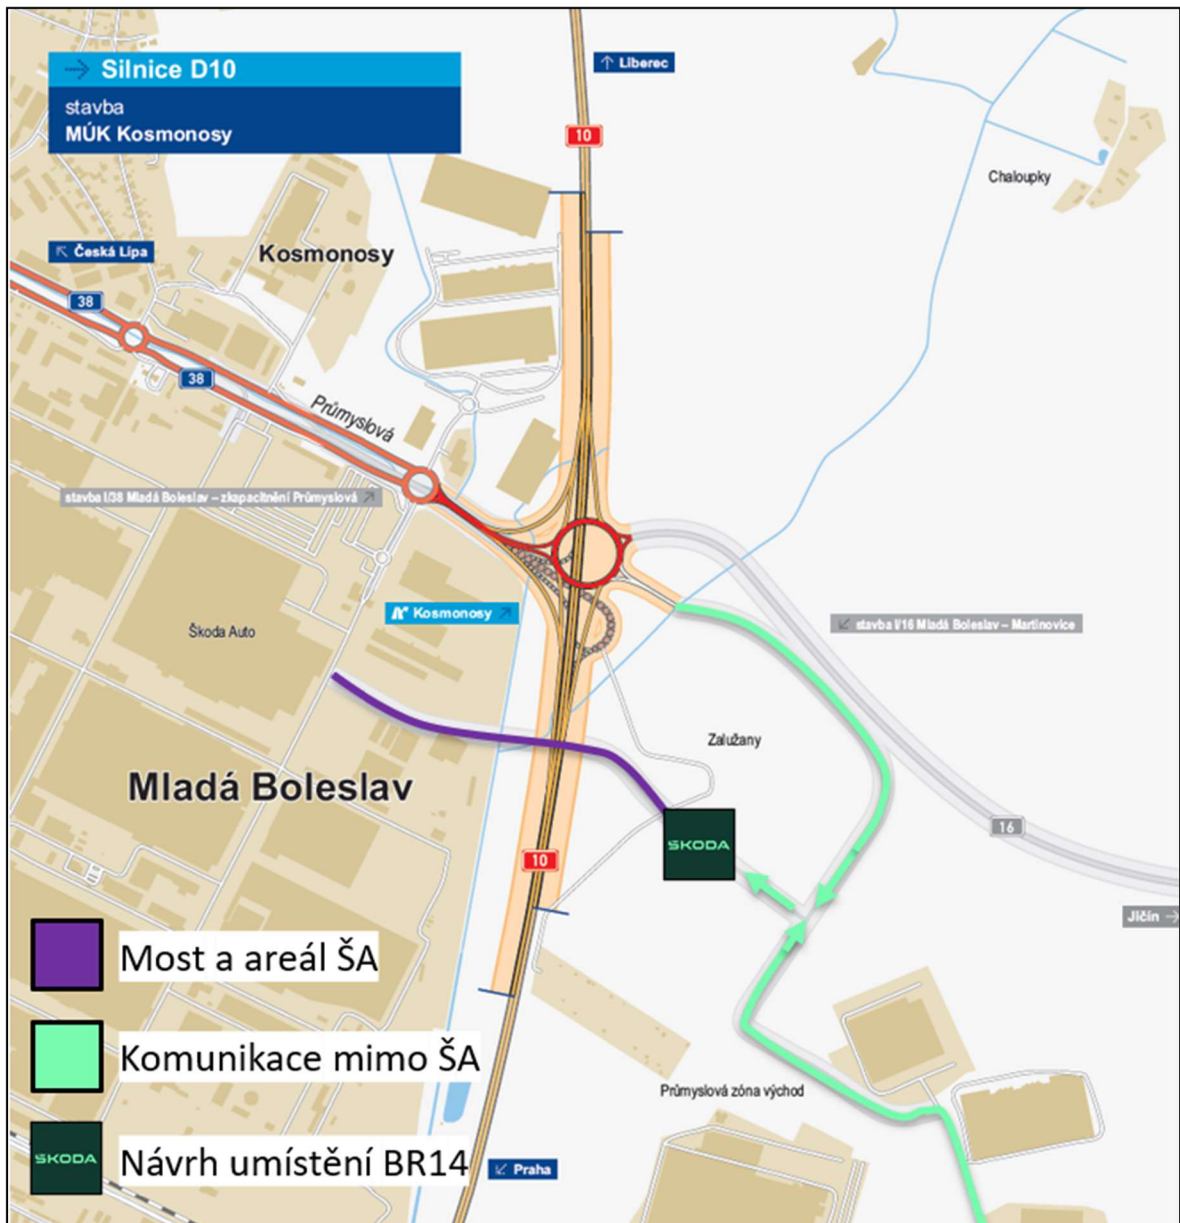 Silnice D10
stavba
MÚK Kosmonosy
Liberec
10
Chaloupky
Česká Lípa
Kosmonosy
38
38
Průmyslová
stavba I/38 Mladá Boleslav – zkapacitnění Průmyslová
Kosmonosy
stavba I/16 Mladá Boleslav – Martinovice
Škoda Auto
Zalužany
Mladá Boleslav
16
ŠKODA
10
Jičín
Most a areál ŠA
Komunikace mimo ŠA
Průmyslová zóna východ
ŠKODA
Návrh umístění BR14
Praha